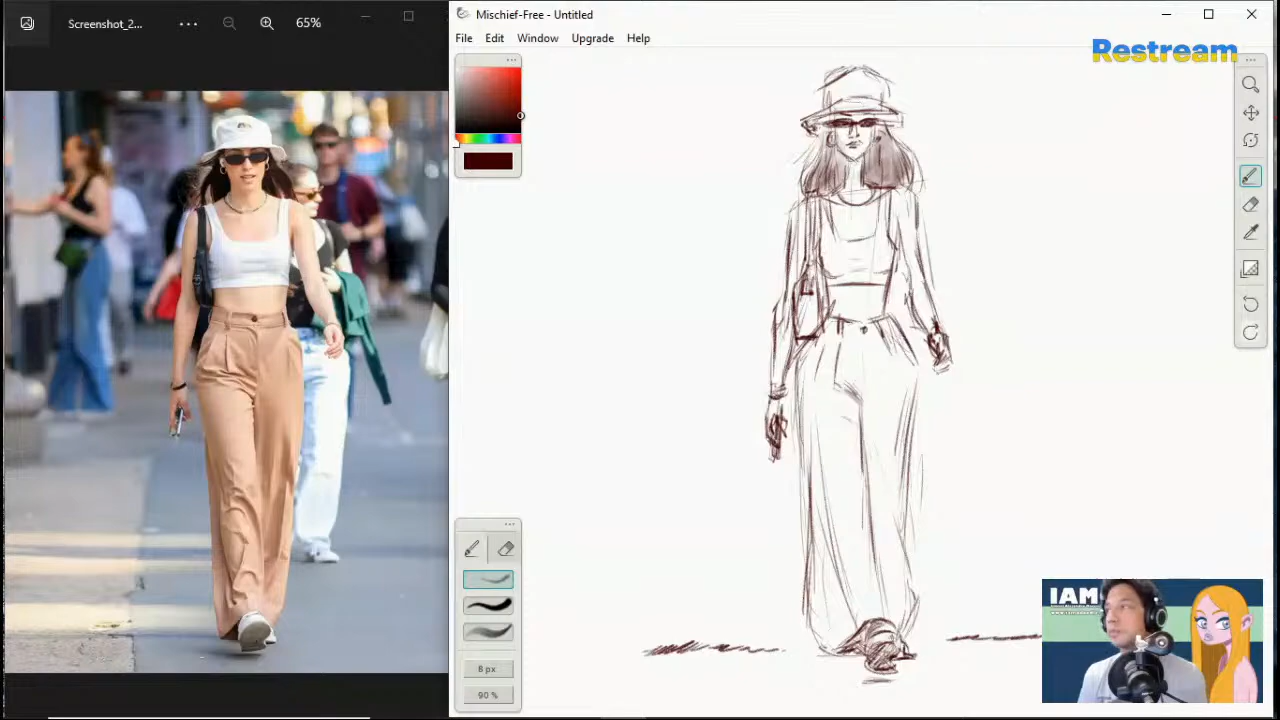 Screenshot_2...
65%
Mischief-Free - Untitled
File Edit Window Upgrade Help
Restream
8 px
90 %
IAM